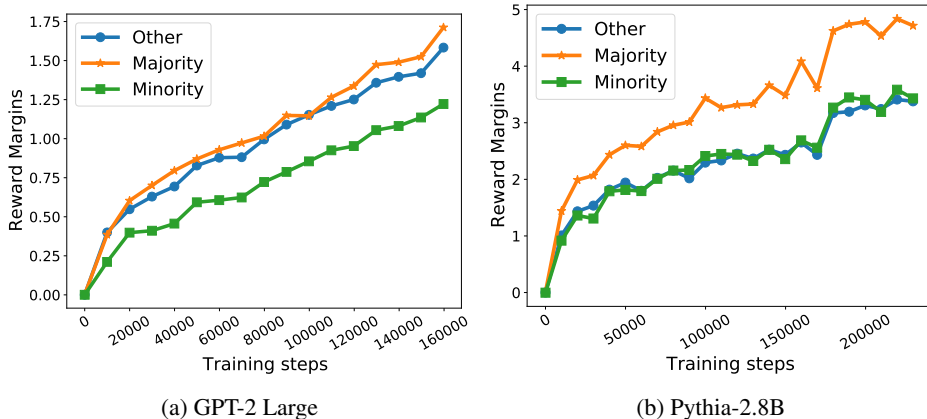 Other
Majority
Minority
Reward Margins
1.75
1.50
1.25
1.00
0.75
0.50
0.25
0.00
0
20000
40000
60000
80000
100000
120000
140000
160000
Training steps
(a) GPT-2 Large
Other
Majority
Minority
Reward Margins
5
4
3
2
1
0
0
50000
100000
150000
200000
Training steps
(b) Pythia-2.8B